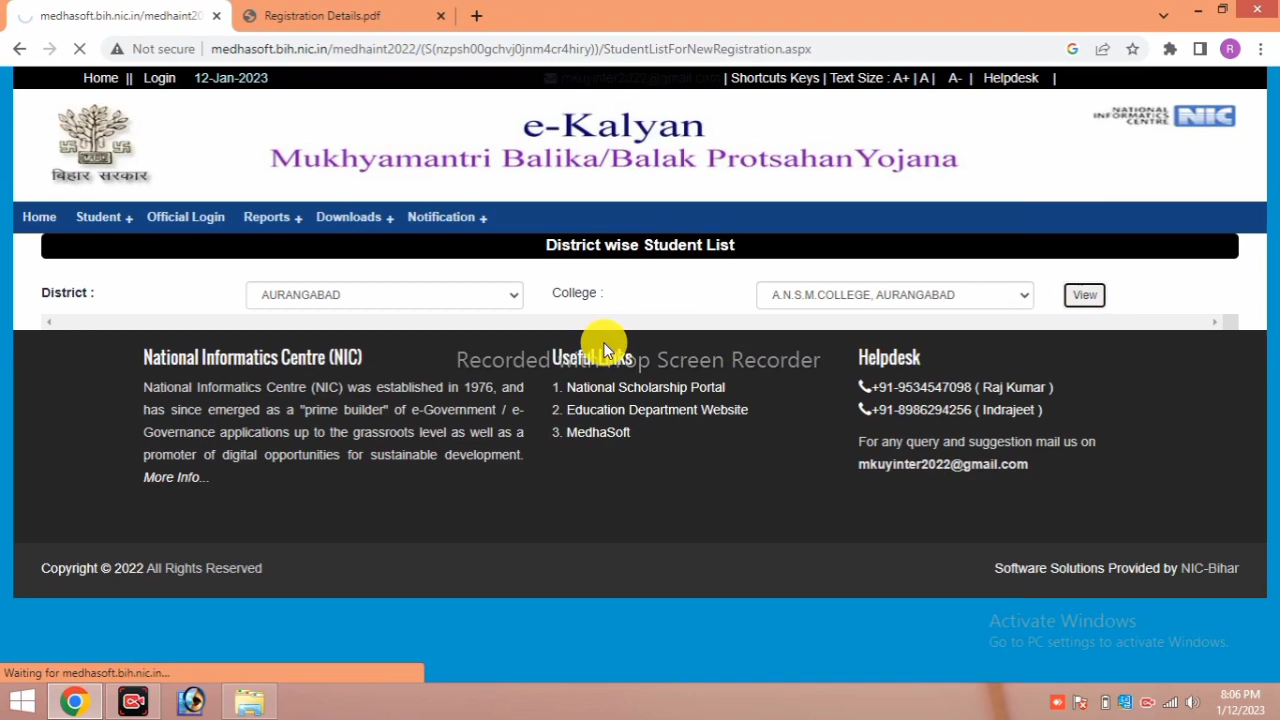 medhasoft.bih.nic.in/medhaint20
Registration Details.pdf
Not secure
medhasoft.bih.nic.in/medhaint2022/(S(nzpsh00gchvj0jnm4cr4hiry))/StudentListForNewRegistration.aspx
R
Home || Login 12-Jan-2023
mkuyinter2022@gmail.com
| Shortcuts Keys | Text Size : A+ | A | A- | Helpdesk |
बिहार सरकार
e-Kalyan
Mukhyamantri Balika/Balak ProtsahanYojana
NATIONAL INFORMATICS CENTRE NIC
Home Student + Official Login Reports + Downloads + Notification +
District wise Student List
District : AURANGABAD College : A.N.S.M.COLLEGE, AURANGABAD View
National Informatics Centre (NIC)
National Informatics Centre (NIC) was established in 1976, and
has since emerged as a "prime builder" of e-Government / e-
Governance applications up to the grassroots level as well as a
promoter of digital opportunities for sustainable development.
More Info...
Useful Links
1. National Scholarship Portal
2. Education Department Website
3. MedhaSoft
Helpdesk
+91-9534547098 ( Raj Kumar )
+91-8986294256 ( Indrajeet )
For any query and suggestion mail us on
mkuyinter2022@gmail.com
Recorded with iTop Screen Recorder
Copyright © 2022 All Rights Reserved
Software Solutions Provided by NIC-Bihar
Activate Windows
Go to PC settings to activate Windows.
Waiting for medhasoft.bih.nic.in...
8:06 PM
1/12/2023